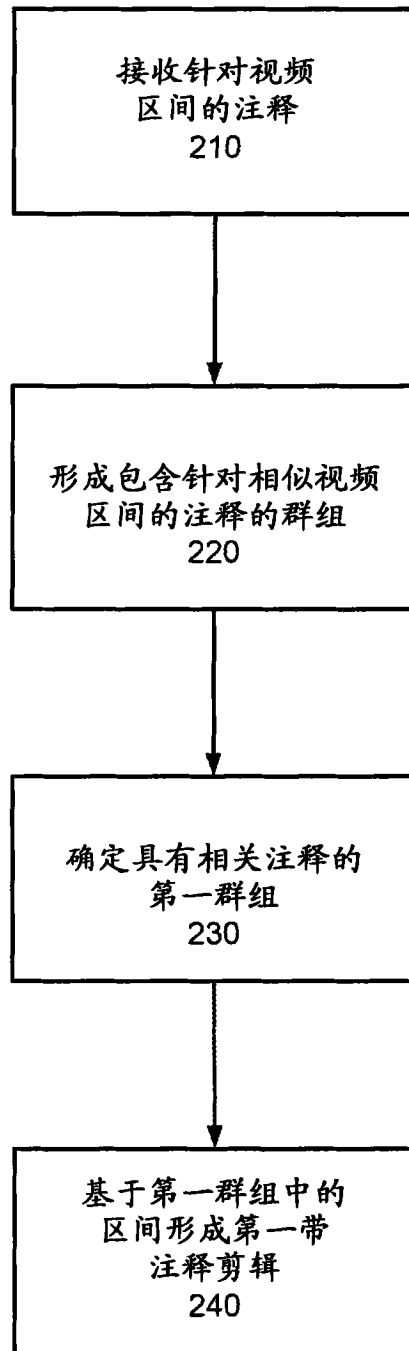 接收针对视频
区间的注释
210
形成包含针对相似视频
区间的注释的群组
220
确定具有相关注释的
第一群组
230
基于第一群组中的
区间形成第一带
注释剪辑
240